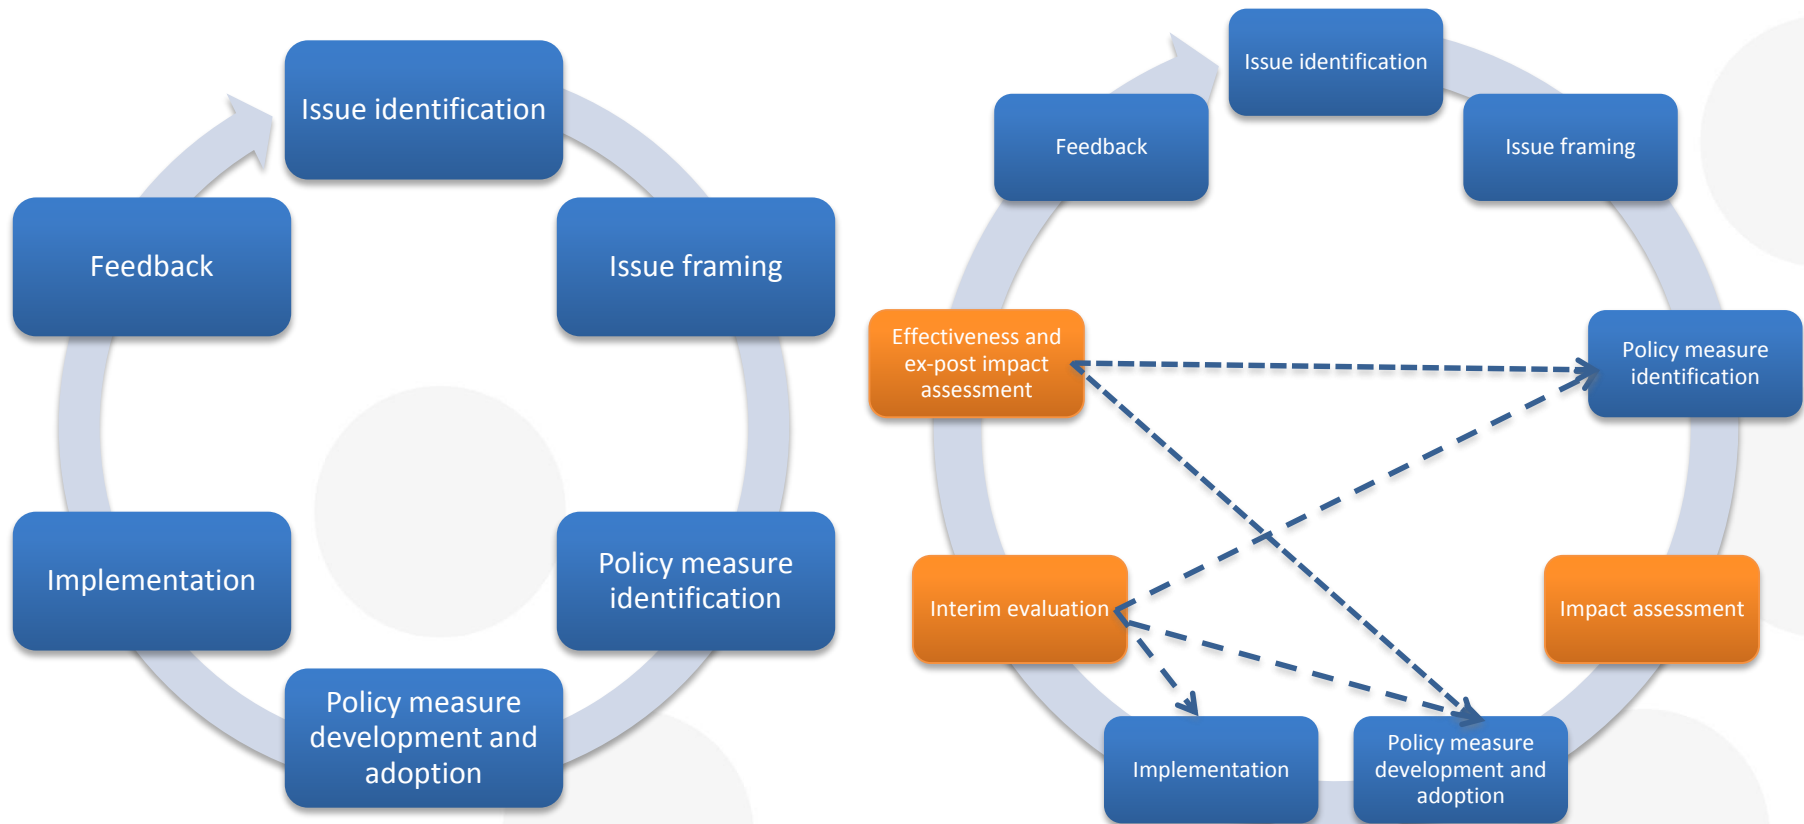 Issue identification
Issue framing
Policy measure
identification
Policy measure
development and
adoption
Implementation
Feedback
Issue identification
Issue framing
Policy measure
identification
Impact assessment
Policy measure
development and
adoption
Implementation
Interim evaluation
Effectiveness and
ex-post impact
assessment
Feedback